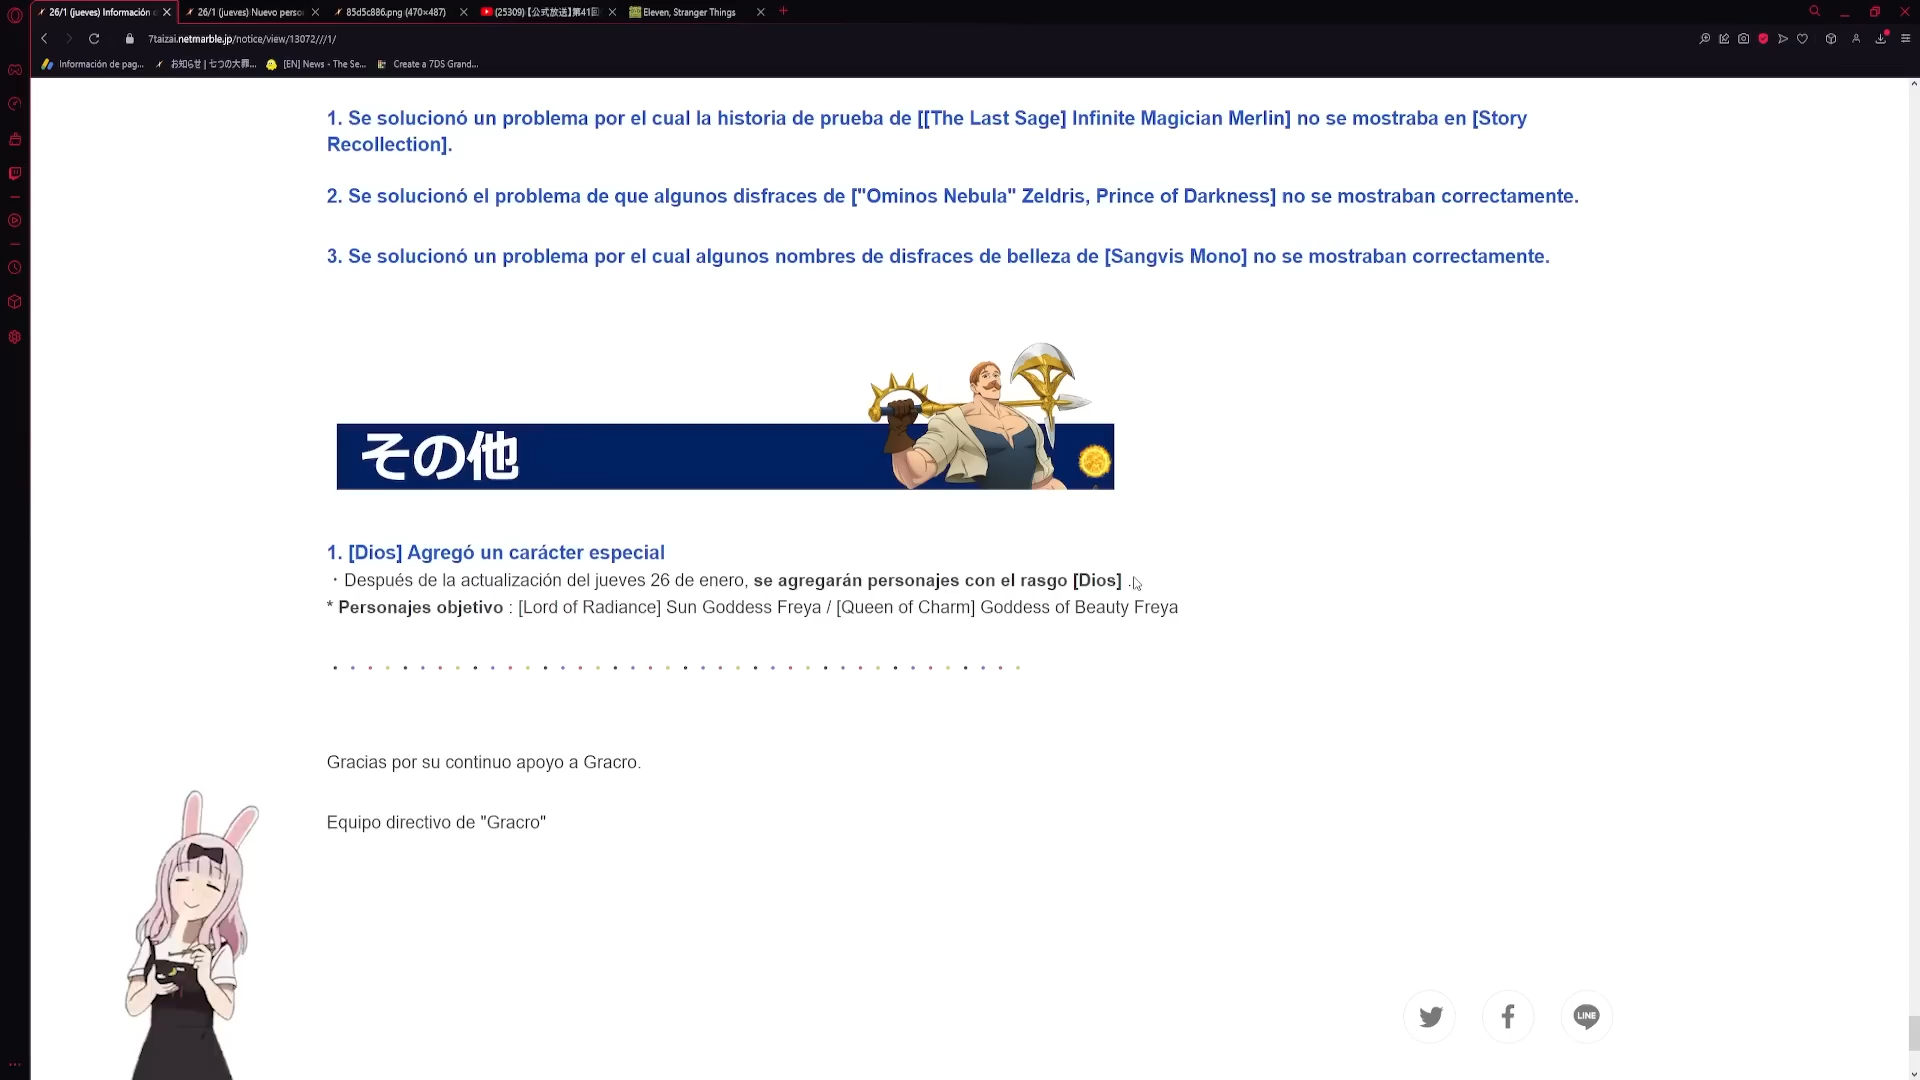 26/1 (jueves) Información
26/1 (jueves) Nuevo perso
85d5c886.png (470×487)
(25309)【公式放送】第41回
Eleven, Stranger Things
7taizai.netmarble.jp/notice/view/13072///1/
Información de pag...
お知らせ | 七つの大罪...
[EN] News - The Se...
Create a 7DS Grand...
1. Se solucionó un problema por el cual la historia de prueba de [[The Last Sage] Infinite Magician Merlin] no se mostraba en [Story
Recollection].
2. Se solucionó el problema de que algunos disfraces de ["Ominos Nebula" Zeldris, Prince of Darkness] no se mostraban correctamente.
3. Se solucionó un problema por el cual algunos nombres de disfraces de belleza de [Sangvis Mono] no se mostraban correctamente.
その他
1. [Dios] Agregó un carácter especial
・Después de la actualización del jueves 26 de enero, se agregarán personajes con el rasgo [Dios] .
* Personajes objetivo : [Lord of Radiance] Sun Goddess Freya / [Queen of Charm] Goddess of Beauty Freya
Gracias por su continuo apoyo a Gracro.
Equipo directivo de "Gracro"
LINE